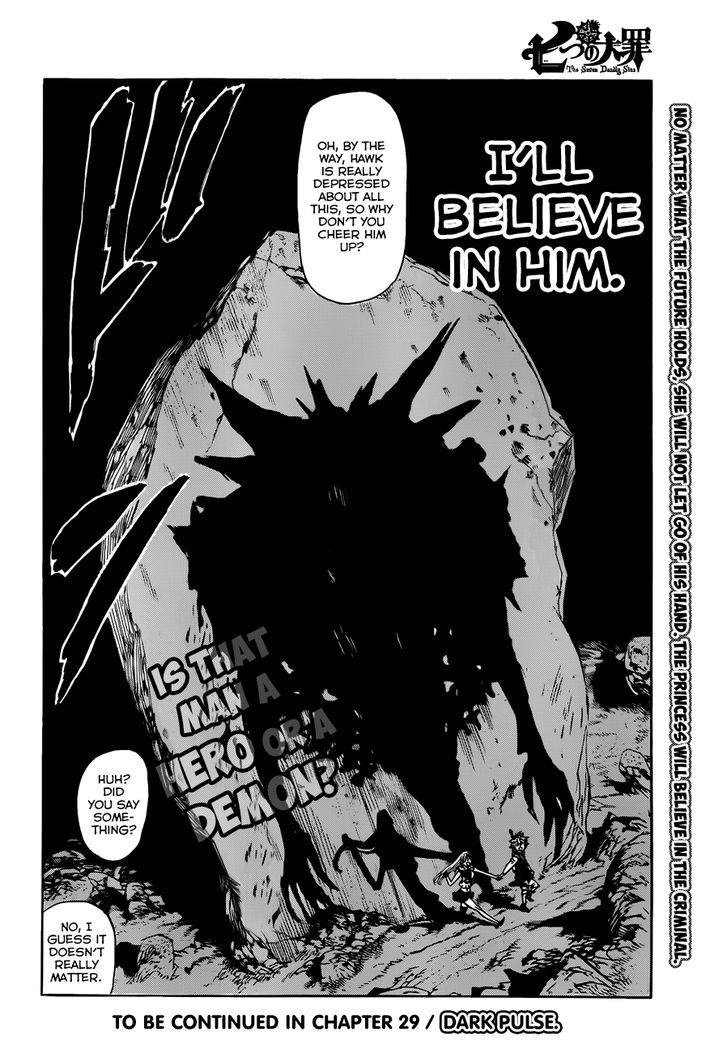 七つの大罪
The Seven Deadly Sins
NO MATTER WHAT THE FUTURE HOLDS, SHE WILL NOT LET GO OF HIS HAND. THE PRINCESS WILL BELIEVE IN THE CRIMINAL.
I'LL
BELIEVE
IN HIM.
OH, BY THE
WAY, HAWK
IS REALLY
DEPRESSED
ABOUT ALL
THIS, SO WHY
DON'T YOU
CHEER HIM
UP?
IS THAT
MAN A
HERO OR A
DEMON?
HUH?
DID
YOU SAY
SOME-
THING?
NO, I
GUESS IT
DOESN'T
REALLY
MATTER.
TO BE CONTINUED IN CHAPTER 29 / DARK PULSE.